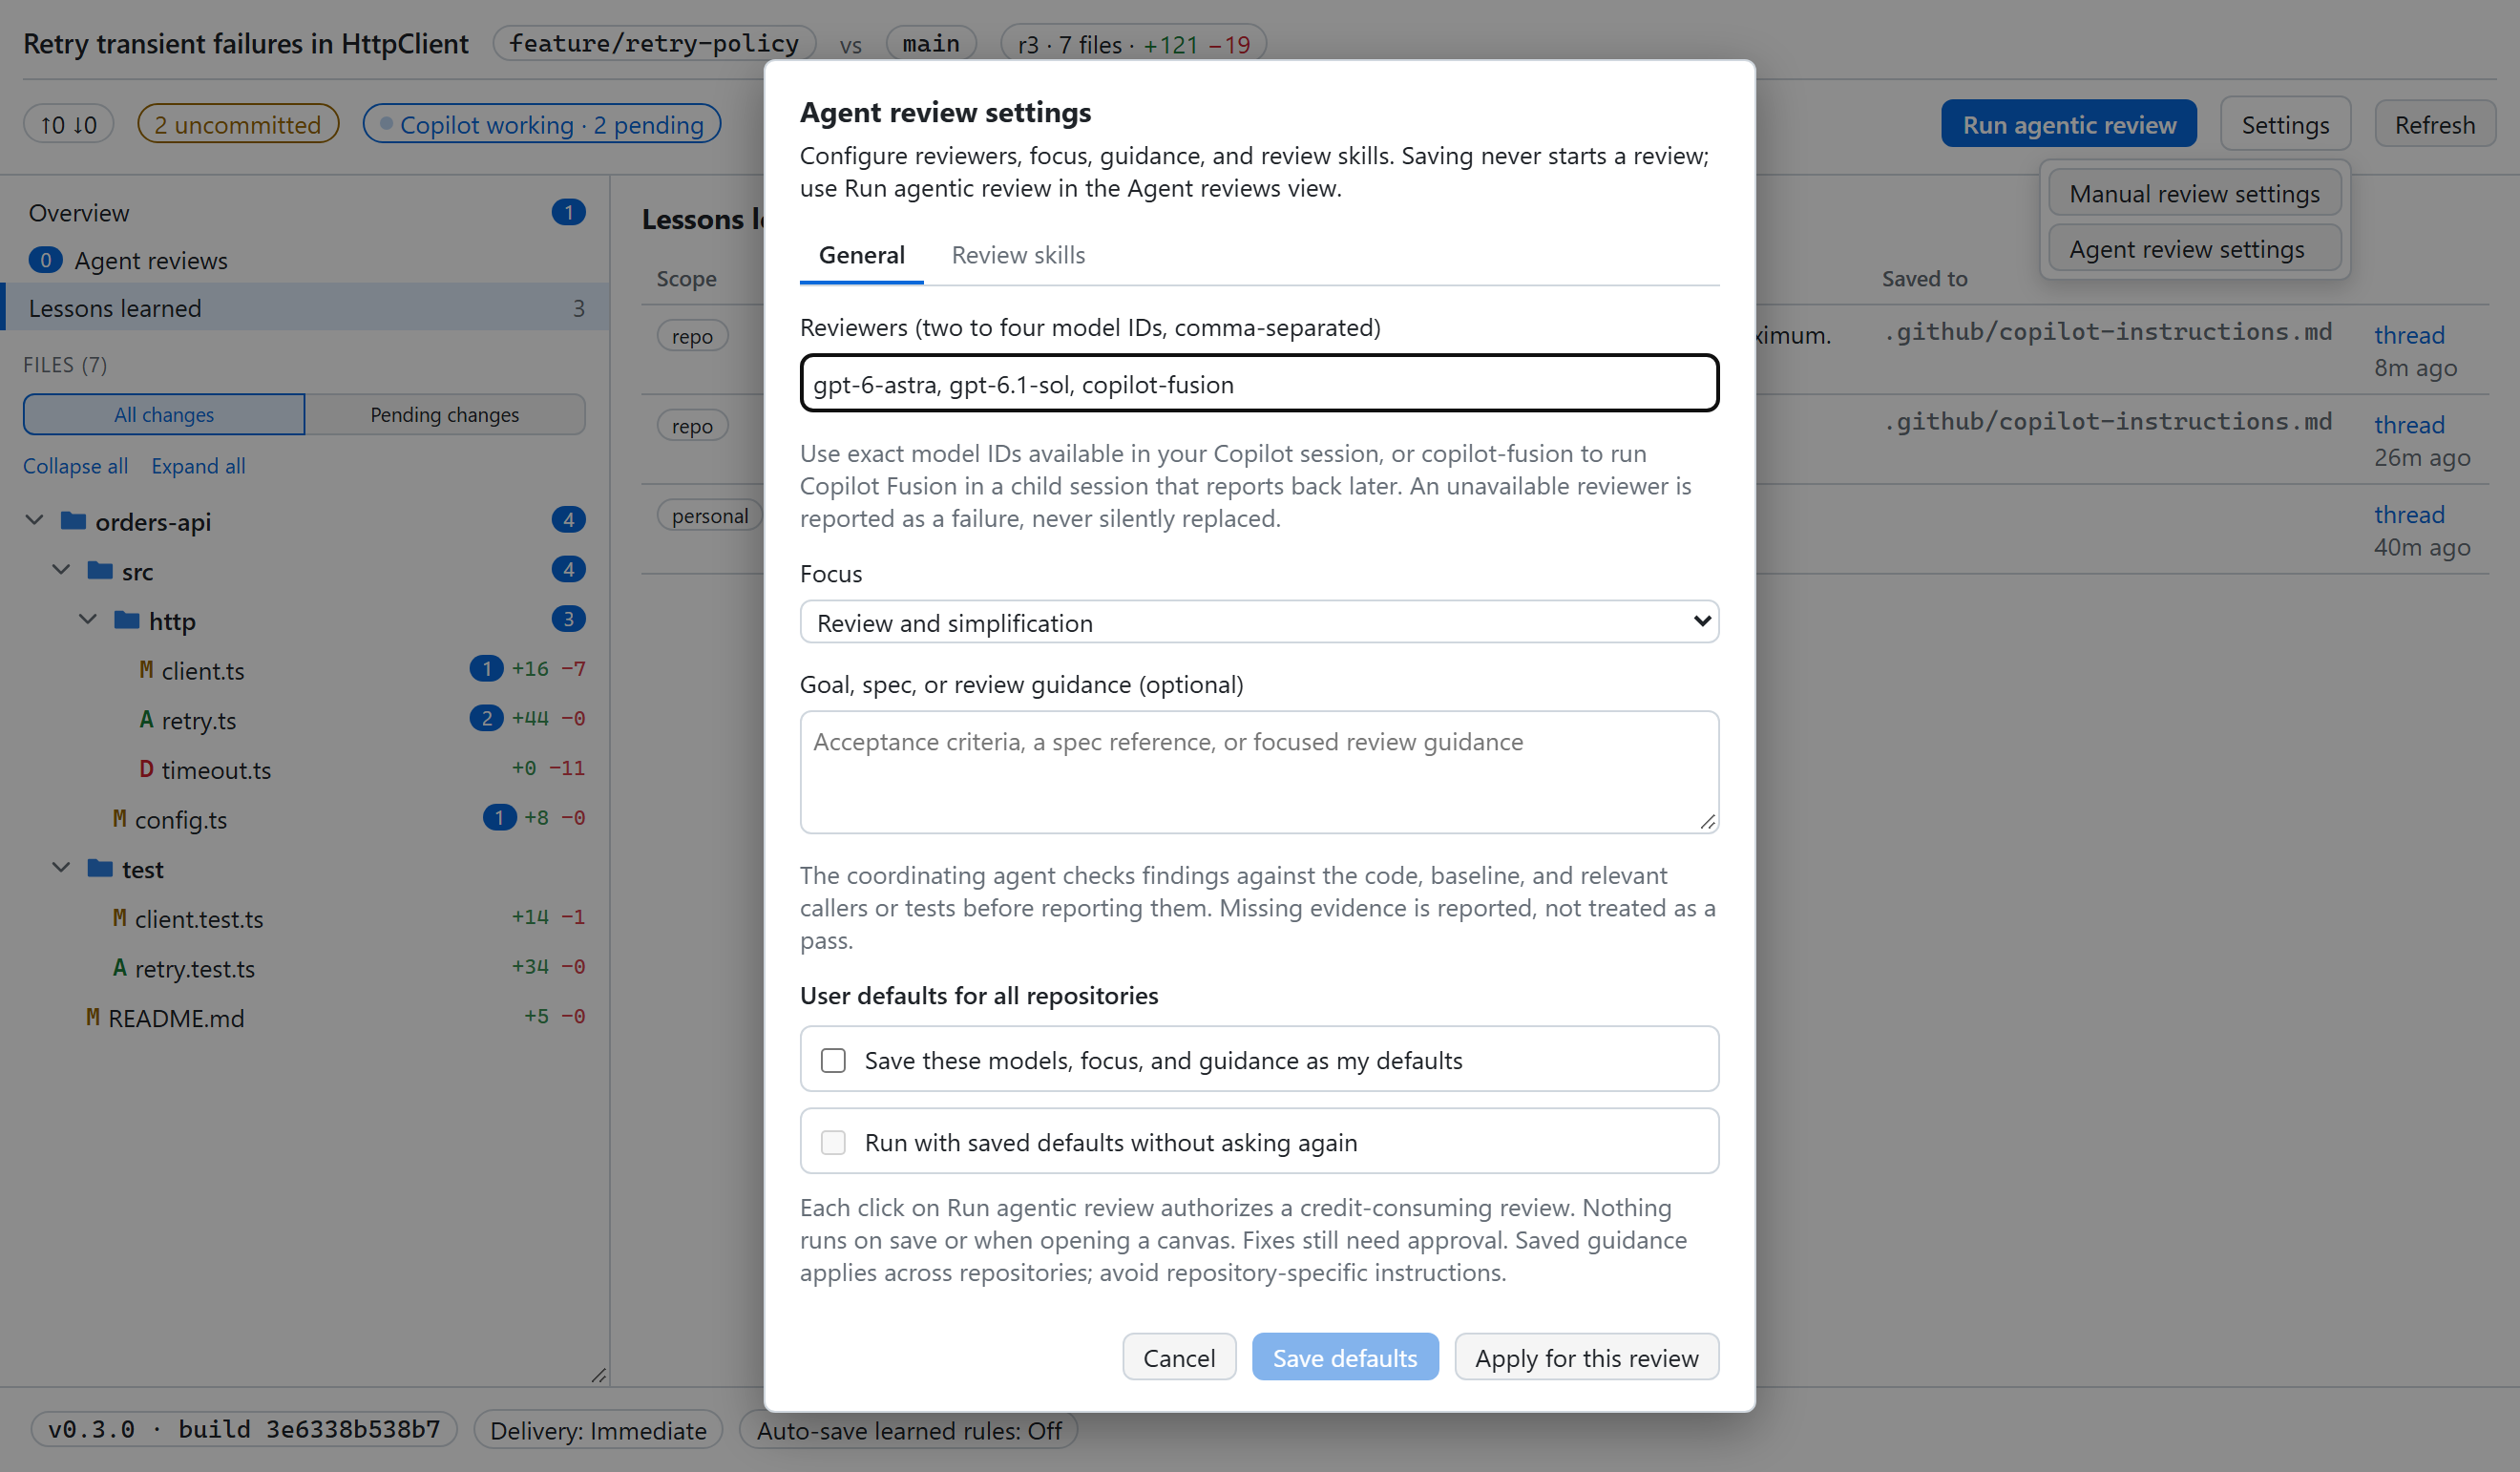 Retry transient failures in HttpClient feature/retry-policy vs main r3 · 7 files · +121 −19
↑0 ↓0 2 uncommitted Copilot working · 2 pending Run agentic review Settings Refresh
Manual review settings
Agent review settings
Overview 1
0 Agent reviews
Lessons learned 3
FILES (7)
All changes Pending changes
Collapse all Expand all
orders-api 4
src 4
http 3
M client.ts 1 +16 −7
A retry.ts 2 +44 −0
D timeout.ts +0 −11
M config.ts 1 +8 −0
test
M client.test.ts +14 −1
A retry.test.ts +34 −0
M README.md +5 −0
Lessons
Scope Saved to
repo .github/copilot-instructions.md thread
8m ago
repo .github/copilot-instructions.md thread
26m ago
personal thread
40m ago
Agent review settings
Configure reviewers, focus, guidance, and review skills. Saving never starts a review;
use Run agentic review in the Agent reviews view.
General Review skills
Reviewers (two to four model IDs, comma-separated)
gpt-6-astra, gpt-6.1-sol, copilot-fusion
Use exact model IDs available in your Copilot session, or copilot-fusion to run
Copilot Fusion in a child session that reports back later. An unavailable reviewer is
reported as a failure, never silently replaced.
Focus
Review and simplification
Goal, spec, or review guidance (optional)
Acceptance criteria, a spec reference, or focused review guidance
The coordinating agent checks findings against the code, baseline, and relevant
callers or tests before reporting them. Missing evidence is reported, not treated as a
pass.
User defaults for all repositories
Save these models, focus, and guidance as my defaults
Run with saved defaults without asking again
Each click on Run agentic review authorizes a credit-consuming review. Nothing
runs on save or when opening a canvas. Fixes still need approval. Saved guidance
applies across repositories; avoid repository-specific instructions.
Cancel Save defaults Apply for this review
v0.3.0 · build 3e6338b538b7 Delivery: Immediate Auto-save learned rules: Off